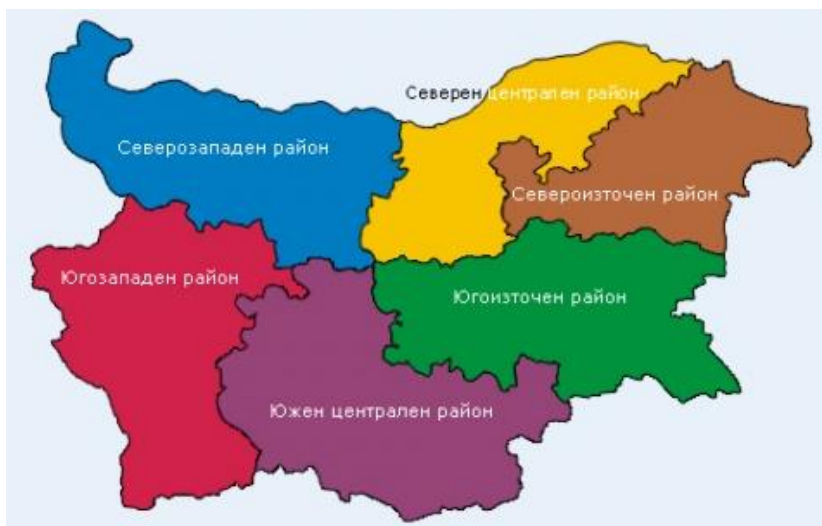 Северен централен район
Северозападен район
Североизточен район
Югозападен район
Югоизточен район
Южен централен район